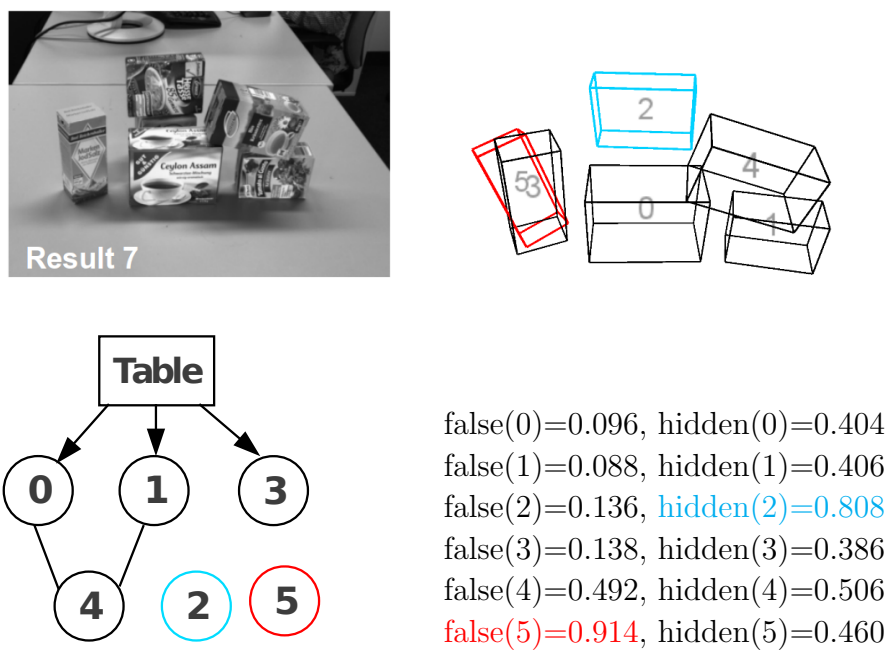 Ceylon Assam
Result 7
2
5 3
4
0
1
Table
0 1 3
4 2 5
false(0)=0.096, hidden(0)=0.404
false(1)=0.088, hidden(1)=0.406
false(2)=0.136, hidden(2)=0.808
false(3)=0.138, hidden(3)=0.386
false(4)=0.492, hidden(4)=0.506
false(5)=0.914, hidden(5)=0.460